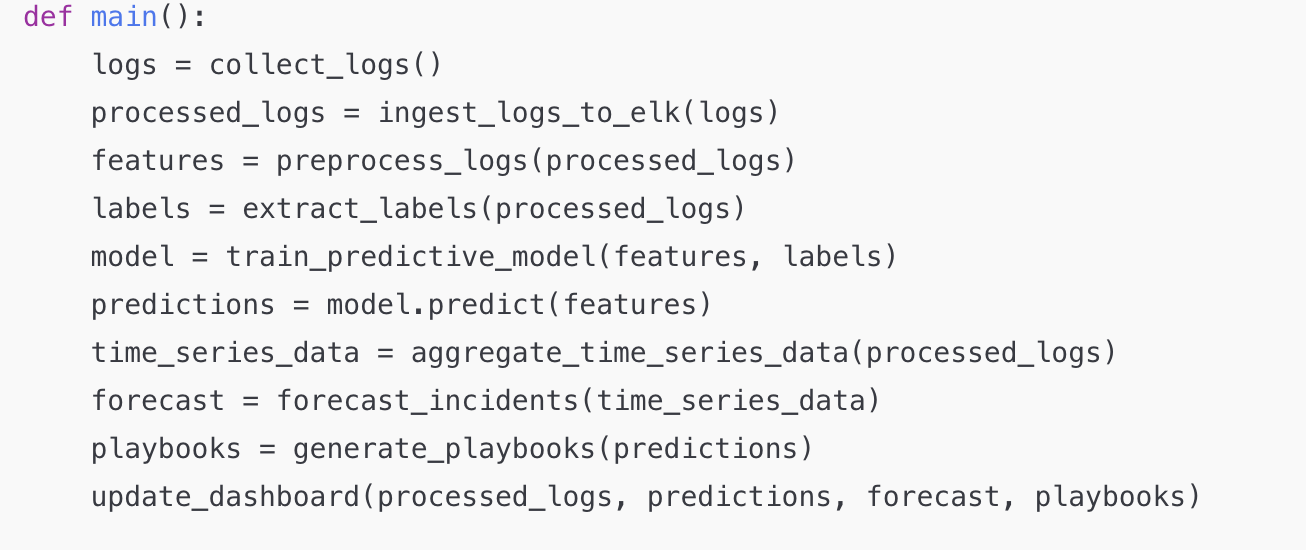 def main():
    logs = collect_logs()
    processed_logs = ingest_logs_to_elk(logs)
    features = preprocess_logs(processed_logs)
    labels = extract_labels(processed_logs)
    model = train_predictive_model(features, labels)
    predictions = model.predict(features)
    time_series_data = aggregate_time_series_data(processed_logs)
    forecast = forecast_incidents(time_series_data)
    playbooks = generate_playbooks(predictions)
    update_dashboard(processed_logs, predictions, forecast, playbooks)